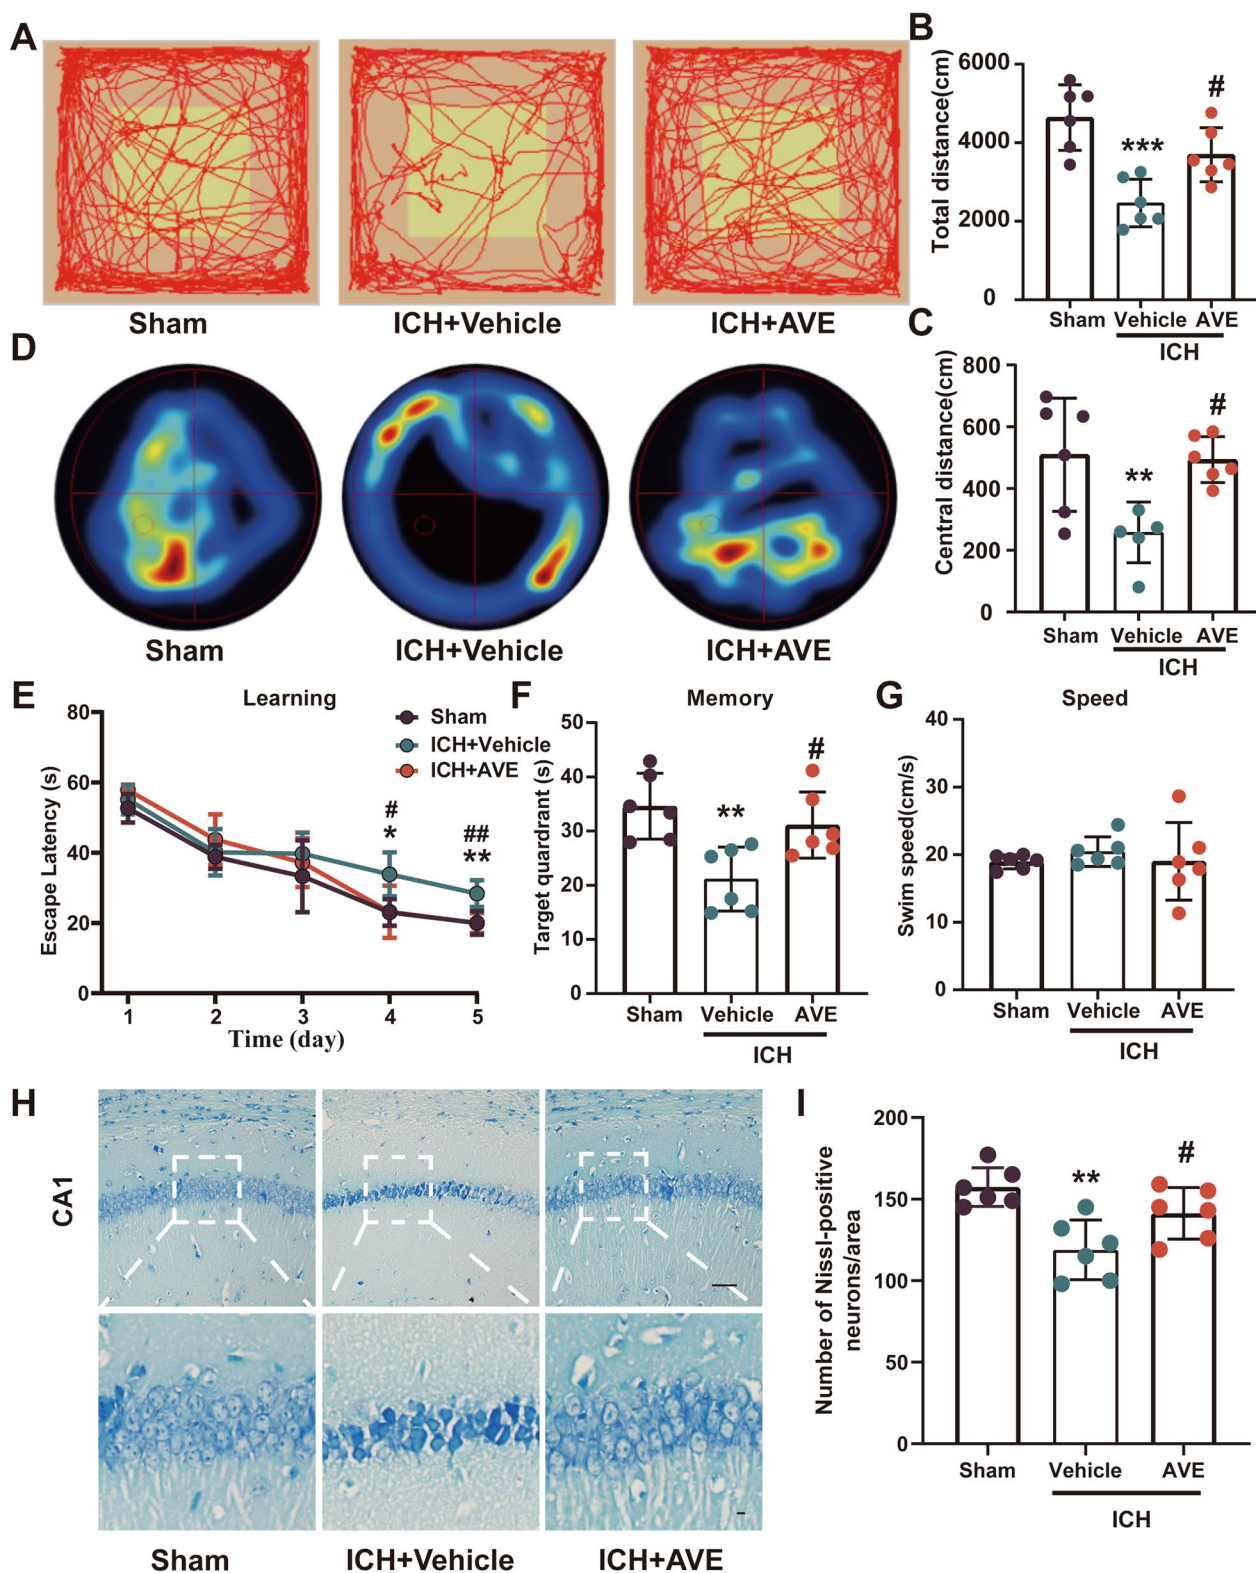 A
Sham
ICH+Vehicle
ICH+AVE
B
Total distance(cm)
6000
4000
2000
0
***
#
Sham
Vehicle
AVE
ICH
C
Central distance(cm)
800
600
400
200
0
**
#
Sham
Vehicle
AVE
ICH
D
Sham
ICH+Vehicle
ICH+AVE
E
Learning
Sham
ICH+Vehicle
ICH+AVE
Escape Latency (s)
80
60
40
20
0
#
*
##
**
1
2
3
4
5
Time (day)
F
Memory
Target quardrant (s)
50
40
30
20
10
0
**
#
Sham
Vehicle
AVE
ICH
G
Speed
Swim speed(cm/s)
40
30
20
10
0
Sham
Vehicle
AVE
ICH
H
CA1
Sham
ICH+Vehicle
ICH+AVE
I
Number of Nissl-positive
neurons/area
200
150
100
50
0
**
#
Sham
Vehicle
AVE
ICH